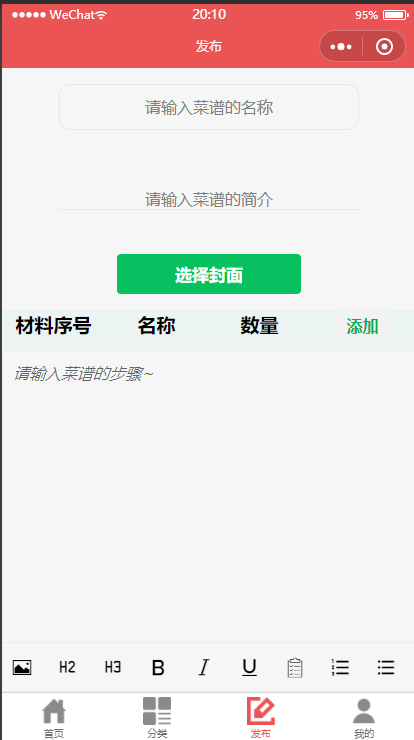 WeChat 20:10 95%
发布
请输入菜谱的名称
请输入菜谱的简介
选择封面
材料序号 名称 数量 添加
请输入菜谱的步骤~
H2 H3 B I U
首页 分类 发布 我的